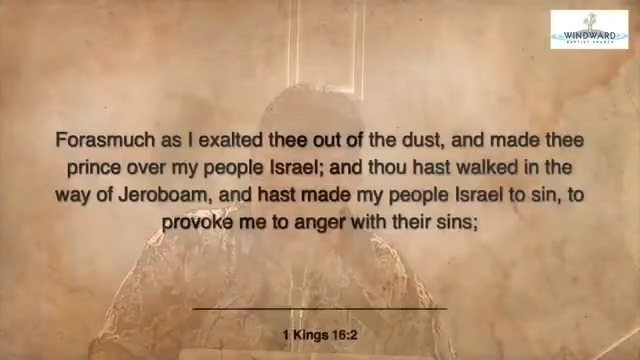 WINDWARD
BAPTIST CHURCH
Forasmuch as I exalted thee out of the dust, and made thee
prince over my people Israel; and thou hast walked in the
way of Jeroboam, and hast made my people Israel to sin, to
provoke me to anger with their sins;
1 Kings 16:2